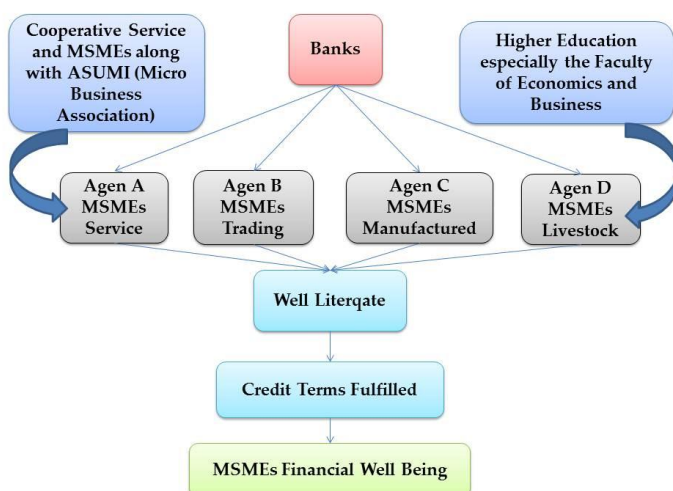 Cooperative Service
and MSMEs along
with ASUMI (Micro
Business
Association)
Banks
Higher Education
especially the Faculty
of Economics and
Business
Agen A
MSMEs
Service
Agen B
MSMEs
Trading
Agen C
MSMEs
Manufactured
Agen D
MSMEs
Livestock
Well Literqate
Credit Terms Fulfilled
MSMEs Financial Well Being